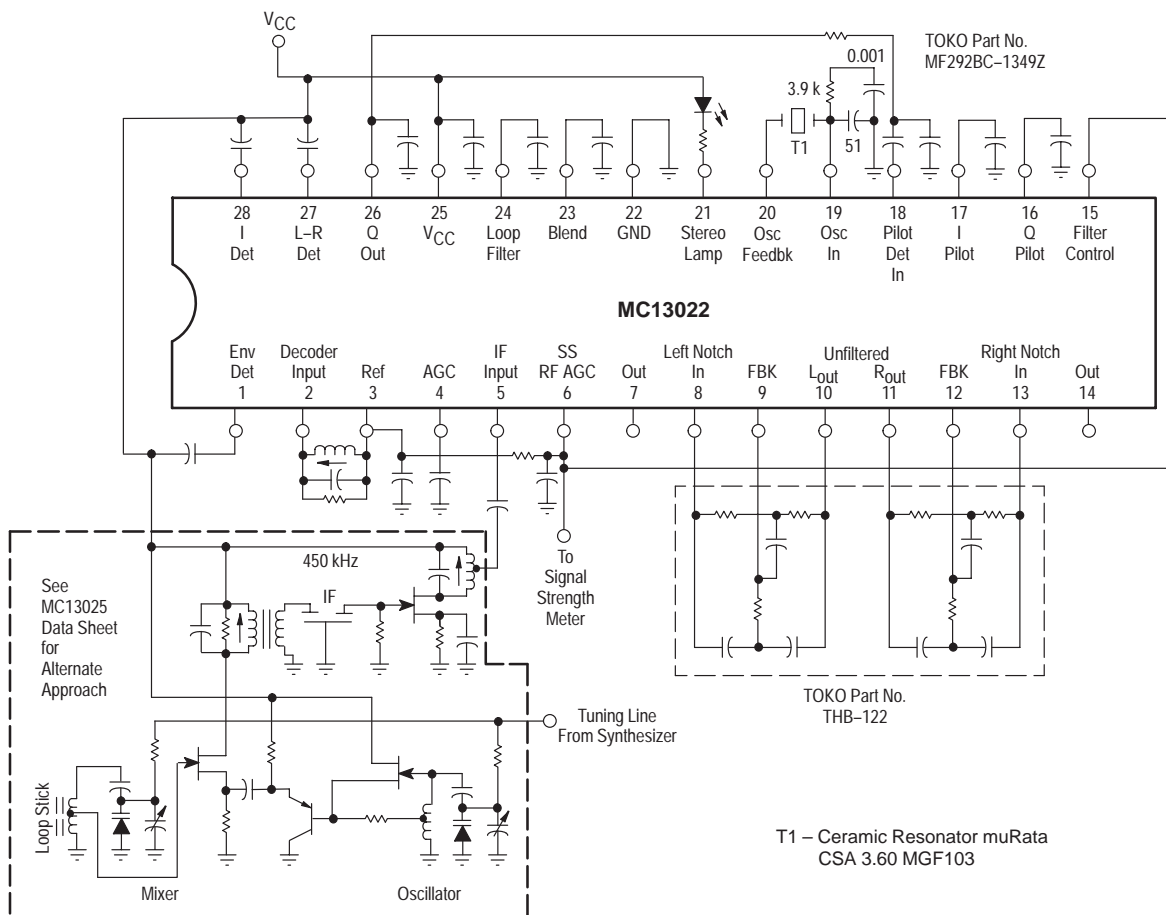 VCC
TOKO Part No.
MF292BC–1349Z
0.001
3.9 k
T1
51
28
I
Det
27
L–R
Det
26
Q
Out
25
VCC
24
Loop
Filter
23
Blend
22
GND
21
Stereo
Lamp
20
Osc
Feedbk
19
Osc
In
18
Pilot
Det
In
17
I
Pilot
16
Q
Pilot
15
Filter
Control
MC13022
Env
Det
1
Decoder
Input
2
Ref
3
AGC
4
IF
Input
5
SS
RF AGC
6
Out
7
Left Notch
In
8
FBK
9
Unfiltered
Lout
10
Rout
11
FBK
12
Right Notch
In
13
Out
14
450 kHz
See
MC13025
Data Sheet
for
Alternate
Approach
IF
To
Signal
Strength
Meter
TOKO Part No.
THB–122
Tuning Line
From Synthesizer
Loop Stick
Mixer
Oscillator
T1 – Ceramic Resonator muRata
CSA 3.60 MGF103